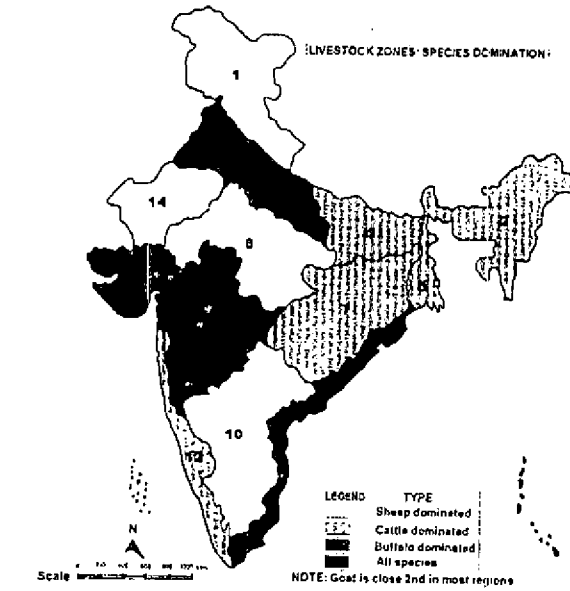 LIVESTOCK ZONES: SPECIES DOMINATION
1
14
8
10
12
LEGEND TYPE
Sheep dominated
Cattle dominated
Buffalo dominated
All species
N
Scale
NOTE: Goat is close 2nd in most regions